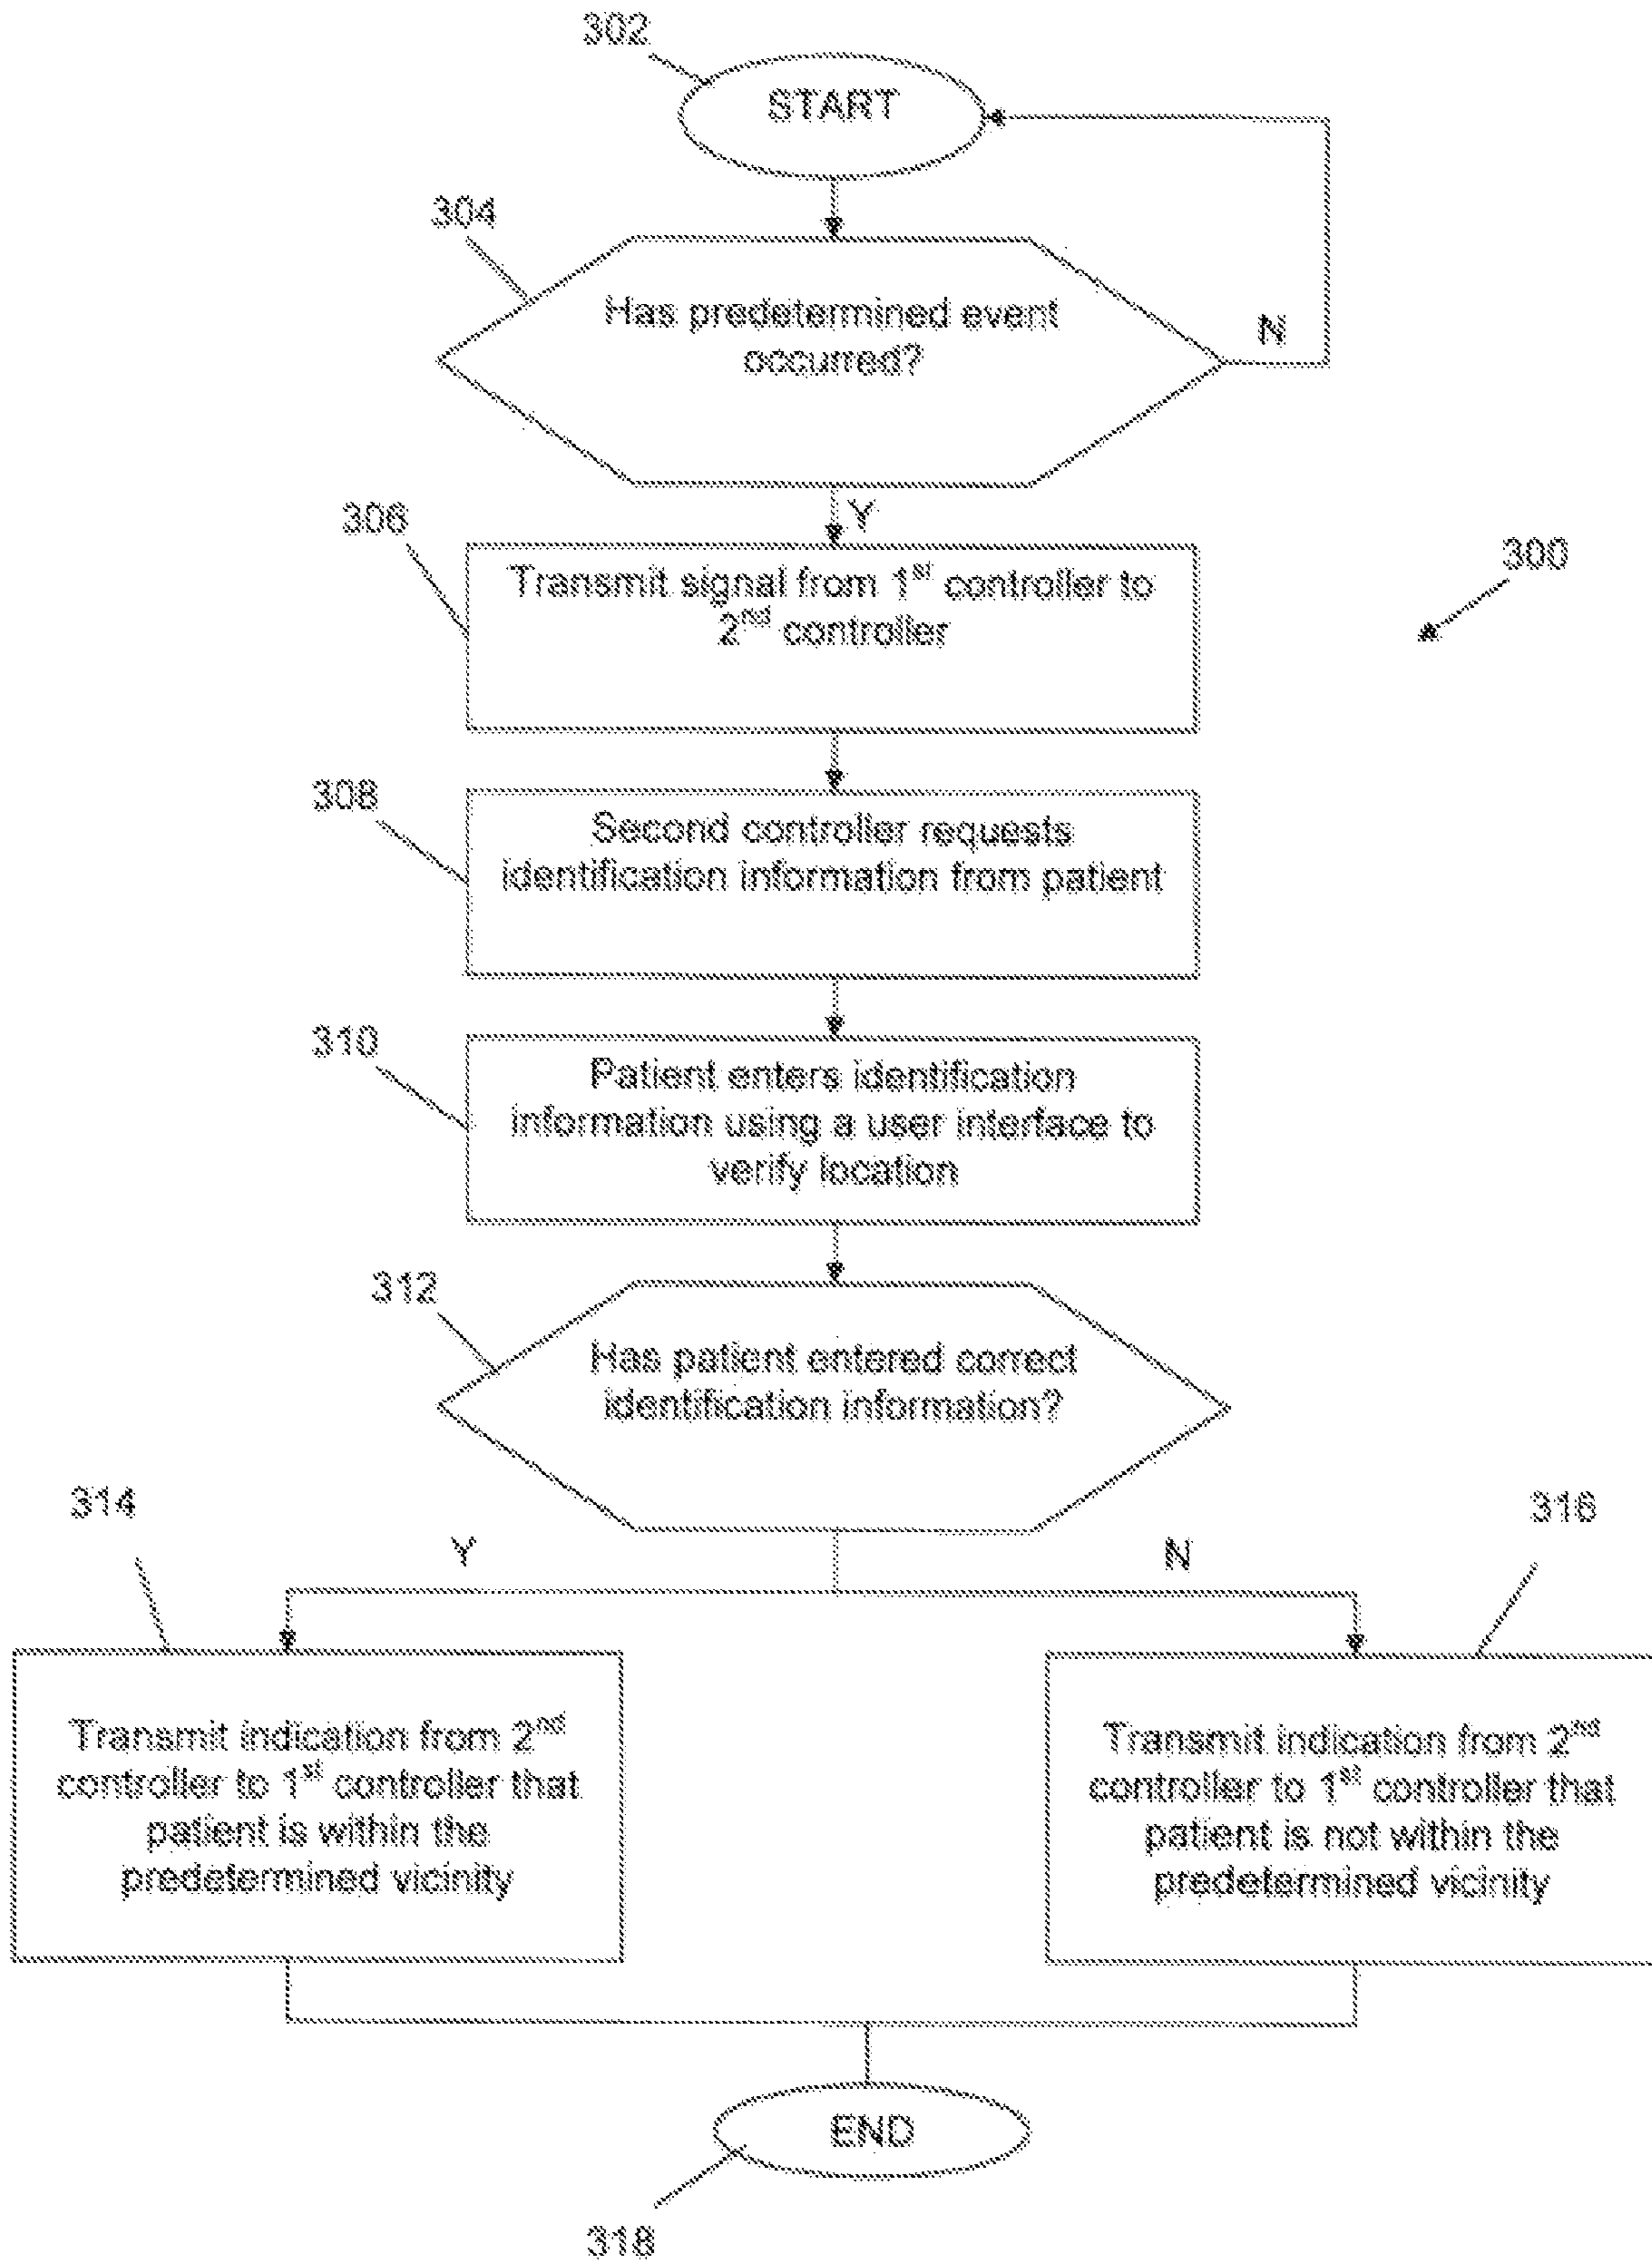 302
START
304
Has predetermined event
occurred?
N
Y
306
Transmit signal from 1st controller to
2nd controller
300
308
Second controller requests
identification information from patient
310
Patient enters identification
information using a user interface to
verify location
312
Has patient entered correct
identification information?
314
Y
N
316
Transmit indication from 2nd
controller to 1st controller that
patient is within the
predetermined vicinity
Transmit indication from 2nd
controller to 1st controller that
patient is not within the
predetermined vicinity
END
318